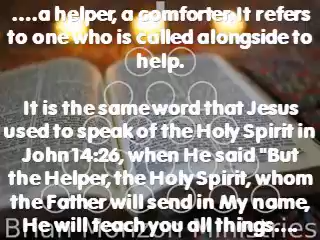 ....a helper, a comforter, It refers
to one who is called alongside to
help.
It is the same word that Jesus
used to speak of the Holy Spirit in
John 14:26, when He said "But
the Helper, the Holy Spirit, whom
the Father will send in My name,
He will teach you all things....
Ministries